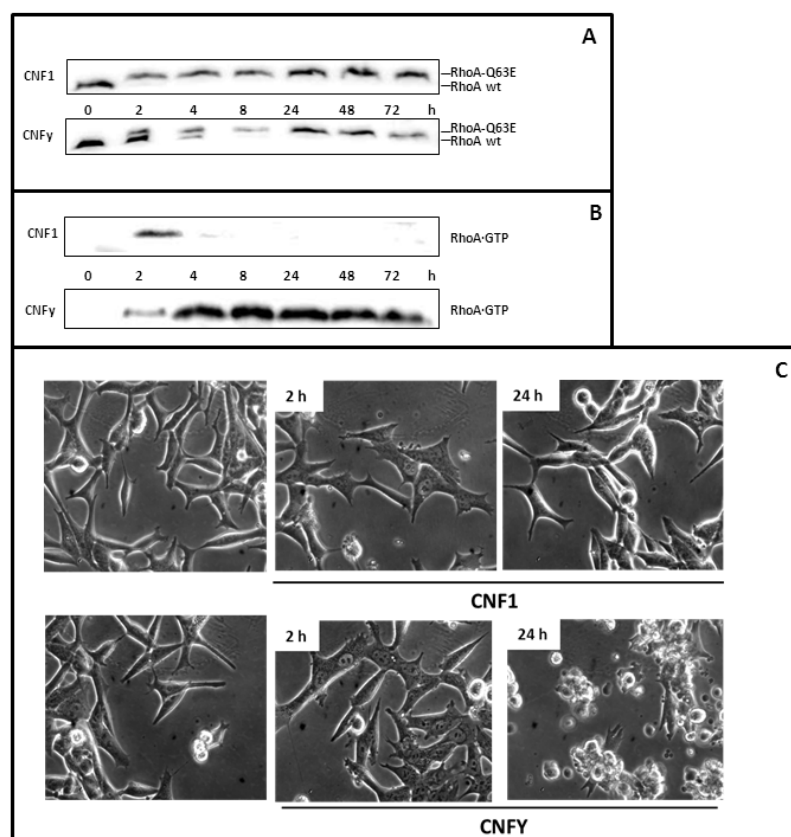 A
CNF1
RhoA-Q63E
RhoA wt
0 2 4 8 24 48 72 h
CNFy
RhoA-Q63E
RhoA wt
B
CNF1
RhoA·GTP
0 2 4 8 24 48 72 h
CNFy
RhoA·GTP
C
2 h 24 h
CNF1
2 h 24 h
CNFY